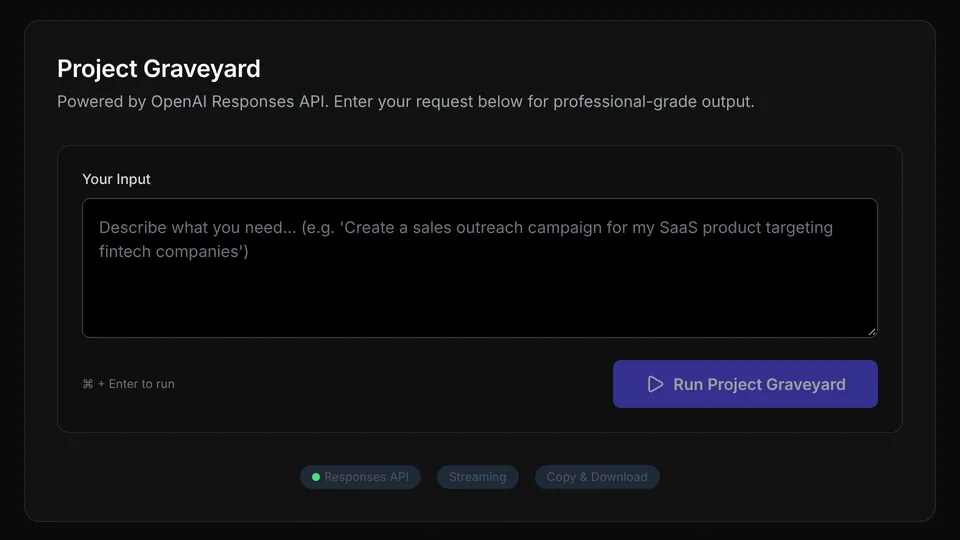 Project Graveyard
Powered by OpenAI Responses API. Enter your request below for professional-grade output.
Your Input
Describe what you need... (e.g. 'Create a sales outreach campaign for my SaaS product targeting
fintech companies')
⌘ + Enter to run
Run Project Graveyard
Responses API
Streaming
Copy & Download